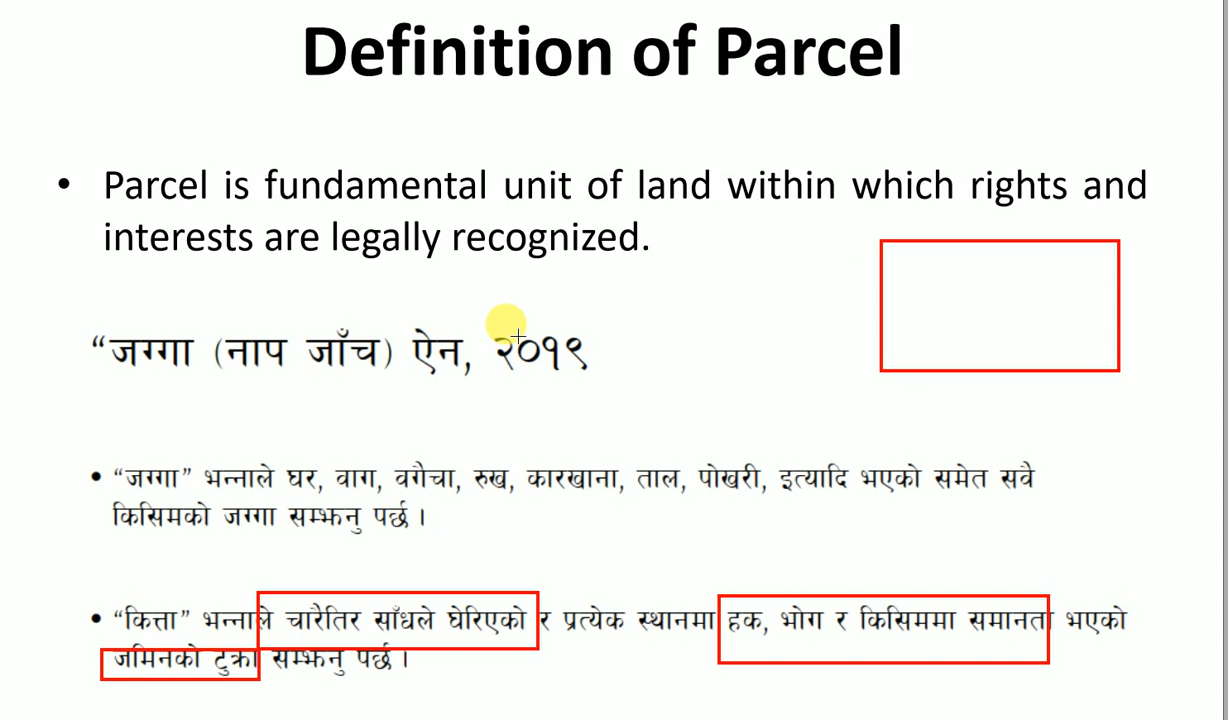 Definition of Parcel
• Parcel is fundamental unit of land within which rights and
interests are legally recognized.
“जग्गा (नाप जाँच) ऐन, २०१९
• “जग्गा” भन्नाले घर, वाग, वगैचा, रुख, कारखाना, ताल, पोखरी, इत्यादि भएको समेत सवै
किसिमको जग्गा सम्झनु पर्छ ।
• “कित्ता” भन्नाले चारैतिर साँधले घेरिएको र प्रत्येक स्थानमा हक, भोग र किसिममा समानता भएको
जमिनको टुक्रा सम्झनु पर्छ ।